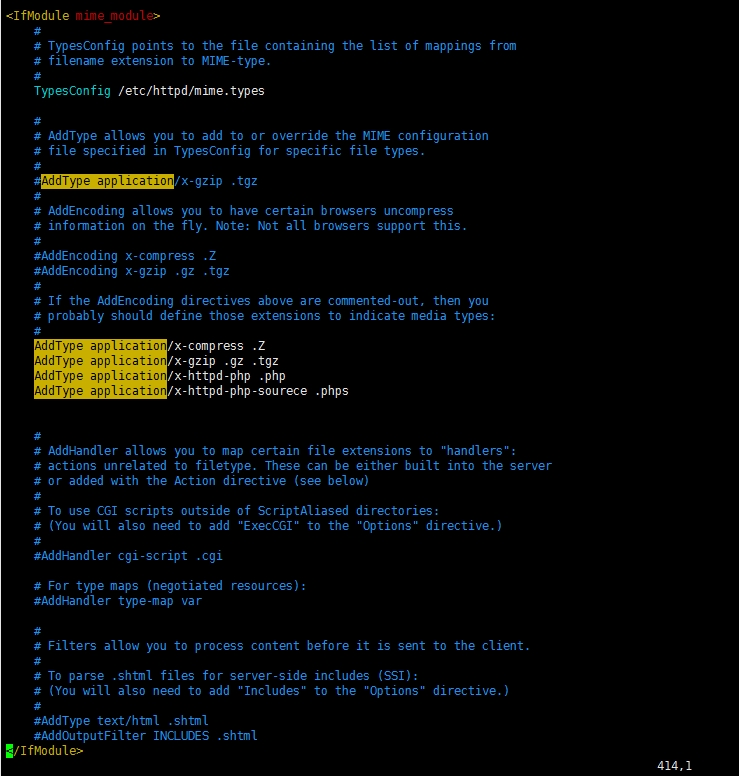 <IfModule mime_module>
#
# TypesConfig points to the file containing the list of mappings from
# filename extension to MIME-type.
#
TypesConfig /etc/httpd/mime.types
#
# AddType allows you to add to or override the MIME configuration
# file specified in TypesConfig for specific file types.
#
#AddType application/x-gzip .tgz
#
# AddEncoding allows you to have certain browsers uncompress
# information on the fly. Note: Not all browsers support this.
#
#AddEncoding x-compress .Z
#AddEncoding x-gzip .gz .tgz
#
# If the AddEncoding directives above are commented-out, then you
# probably should define those extensions to indicate media types:
#
AddType application/x-compress .Z
AddType application/x-gzip .gz .tgz
AddType application/x-httpd-php .php
AddType application/x-httpd-php-sourece .phps
#
# AddHandler allows you to map certain file extensions to "handlers":
# actions unrelated to filetype. These can be either built into the server
# or added with the Action directive (see below)
#
# To use CGI scripts outside of ScriptAliased directories:
# (You will also need to add "ExecCGI" to the "Options" directive.)
#
#AddHandler cgi-script .cgi
# For type maps (negotiated resources):
#AddHandler type-map var
#
# Filters allow you to process content before it is sent to the client.
#
# To parse .shtml files for server-side includes (SSI):
# (You will also need to add "Includes" to the "Options" directive.)
#
#AddType text/html .shtml
#AddOutputFilter INCLUDES .shtml
</IfModule>
414,1